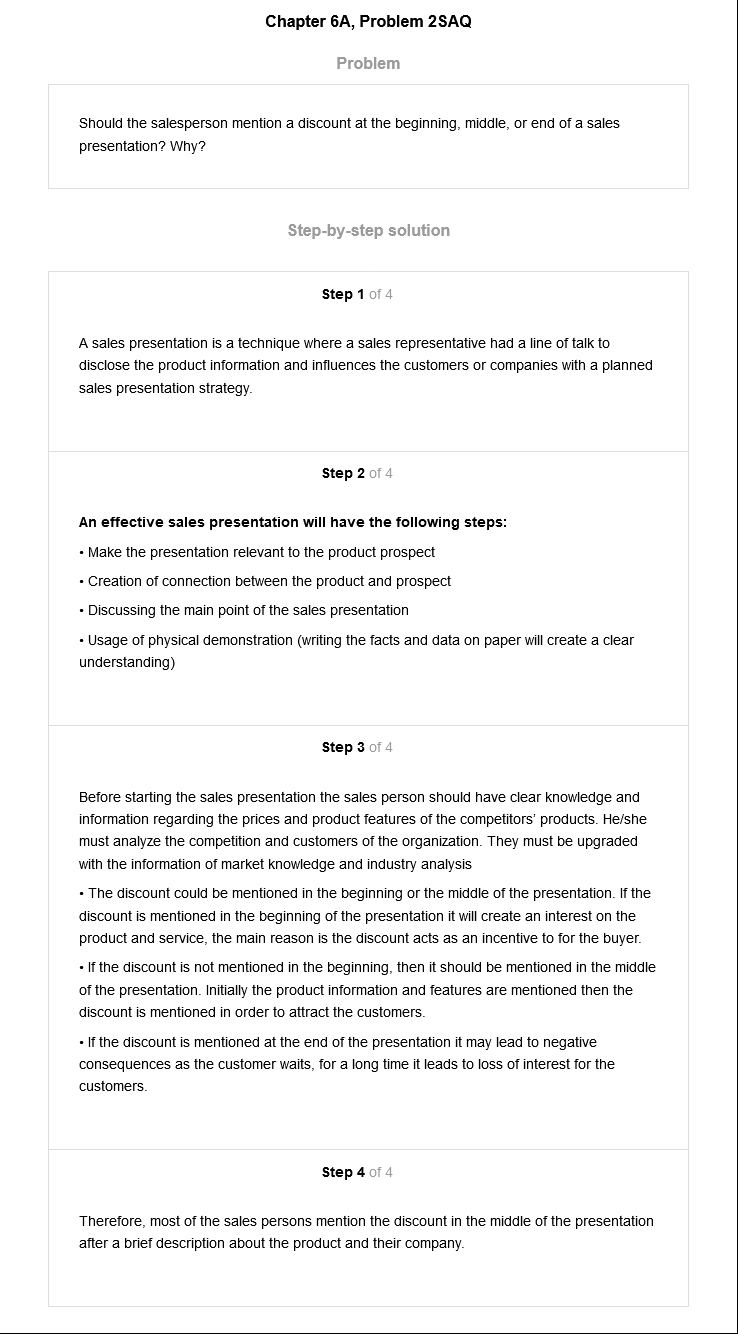 Chapter 6A, Problem 2SAQ
Problem
Should the salesperson mention a discount at the beginning, middle, or end of a sales
presentation? Why?
Step-by-step solution
Step 1 of 4
A sales presentation is a technique where a sales representative had a line of talk to
disclose the product information and influences the customers or companies with a planned
sales presentation strategy.
Step 2 of 4
An effective sales presentation will have the following steps:
• Make the presentation relevant to the product prospect
• Creation of connection between the product and prospect
• Discussing the main point of the sales presentation
• Usage of physical demonstration (writing the facts and data on paper will create a clear
understanding)
Step 3 of 4
Before starting the sales presentation the sales person should have clear knowledge and
information regarding the prices and product features of the competitors' products. He/she
must analyze the competition and customers of the organization. They must be upgraded
with the information of market knowledge and industry analysis
• The discount could be mentioned in the beginning or the middle of the presentation. If the
discount is mentioned in the beginning of the presentation it will create an interest on the
product and service, the main reason is the discount acts as an incentive to for the buyer.
• If the discount is not mentioned in the beginning, then it should be mentioned in the middle
of the presentation. Initially the product information and features are mentioned then the
discount is mentioned in order to attract the customers.
• If the discount is mentioned at the end of the presentation it may lead to negative
consequences as the customer waits, for a long time it leads to loss of interest for the
customers.
Step 4 of 4
Therefore, most of the sales persons mention the discount in the middle of the presentation
after a brief description about the product and their company.